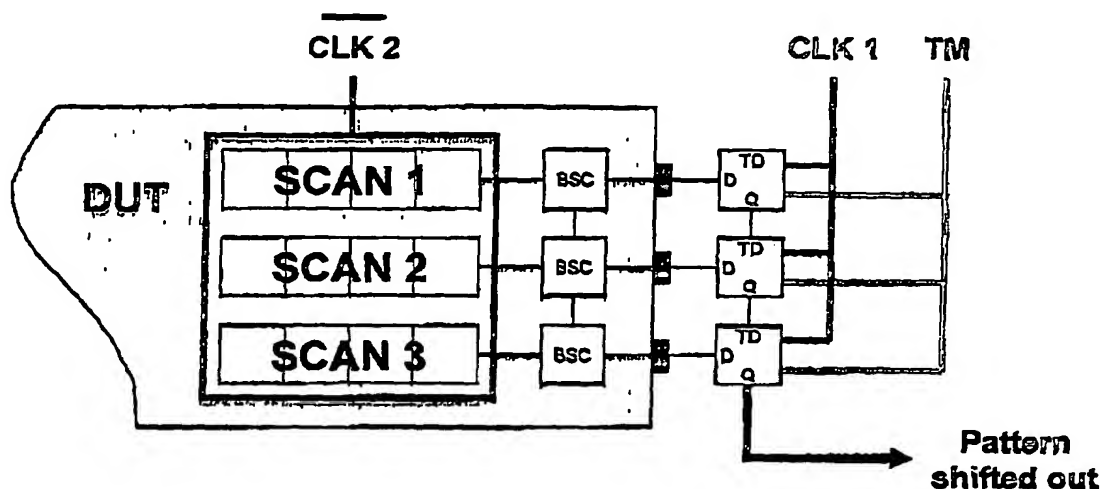 CLK 2
CLK 1 TM
DUT
SCAN 1 BSC D TD Q
SCAN 2 BSC D TD Q
SCAN 3 BSC D TD Q
Pattern
shifted out